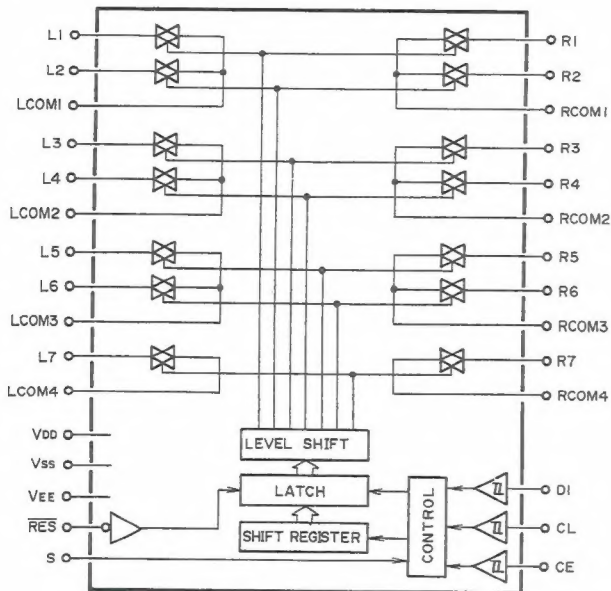 L1
R1
L2
R2
LCOM1
RCOM1
L3
R3
L4
R4
LCOM2
RCOM2
L5
R5
L6
R6
LCOM3
RCOM3
L7
R7
LCOM4
RCOM4
VDD
LEVEL SHIFT
VSS
VEE
LATCH
CONTROL
DI
RES
SHIFT REGISTER
CL
S
CE